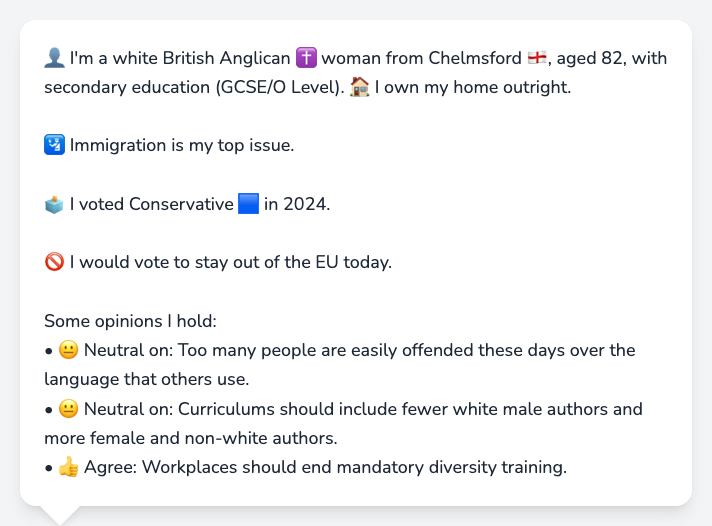 👤 I'm a white British Anglican ✝️ woman from Chelmsford 🏴󠁧󠁢󠁥󠁮󠁧󠁿, aged 82, with
secondary education (GCSE/O Level). 🏠 I own my home outright.
🛂 Immigration is my top issue.
🗳️ I voted Conservative 🟦 in 2024.
🚫 I would vote to stay out of the EU today.
Some opinions I hold:
• 😐 Neutral on: Too many people are easily offended these days over the
language that others use.
• 😐 Neutral on: Curriculums should include fewer white male authors and
more female and non-white authors.
• 👍 Agree: Workplaces should end mandatory diversity training.